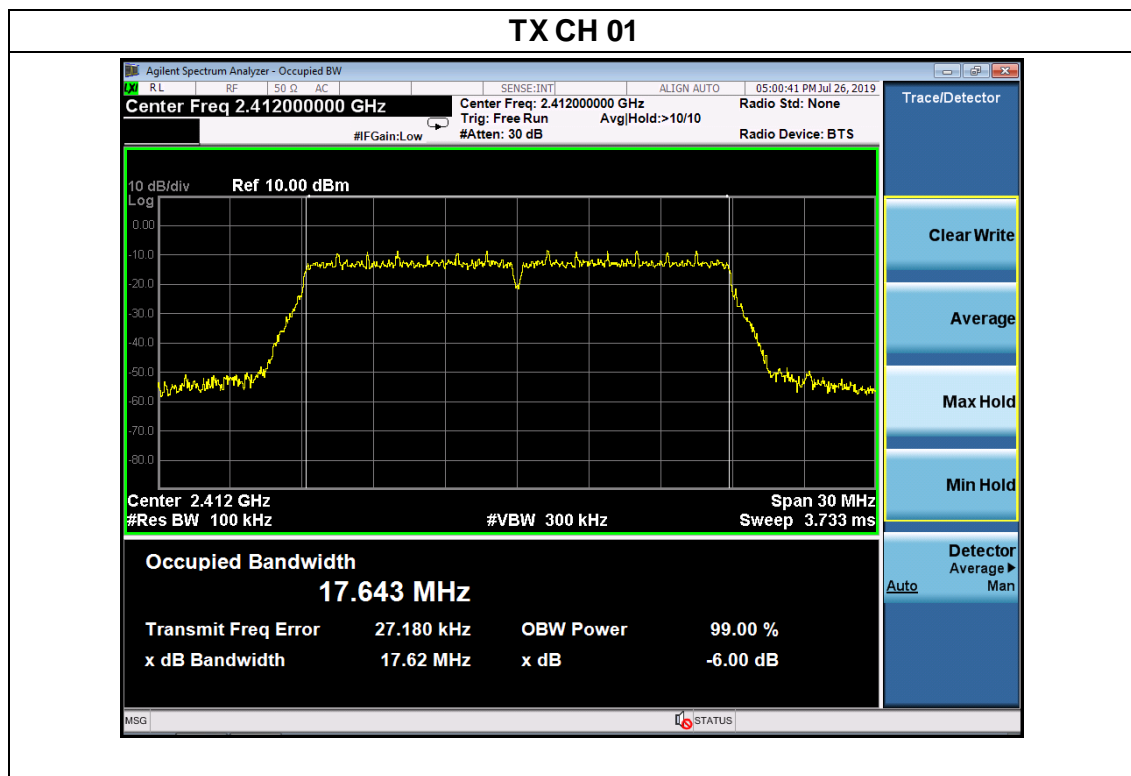 TX CH 01
Agilent Spectrum Analyzer - Occupied BW
LXI RL RF 50 Ω AC SENSE:INT ALIGN AUTO 05:00:41 PM Jul 26, 2019
Center Freq 2.412000000 GHz
Center Freq: 2.412000000 GHz
Radio Std: None
Trig: Free Run Avg|Hold:>10/10
#IFGain:Low
#Atten: 30 dB
Radio Device: BTS
10 dB/div Ref 10.00 dBm
Log
0.00
-10.0
-20.0
-30.0
-40.0
-50.0
-60.0
-70.0
-80.0
Center 2.412 GHz Span 30 MHz
#Res BW 100 kHz #VBW 300 kHz Sweep 3.733 ms
Occupied Bandwidth
17.643 MHz
Transmit Freq Error 27.180 kHz OBW Power 99.00 %
x dB Bandwidth 17.62 MHz x dB -6.00 dB
Trace/Detector
Clear Write
Average
Max Hold
Min Hold
Detector
Average▶
Auto Man
MSG STATUS